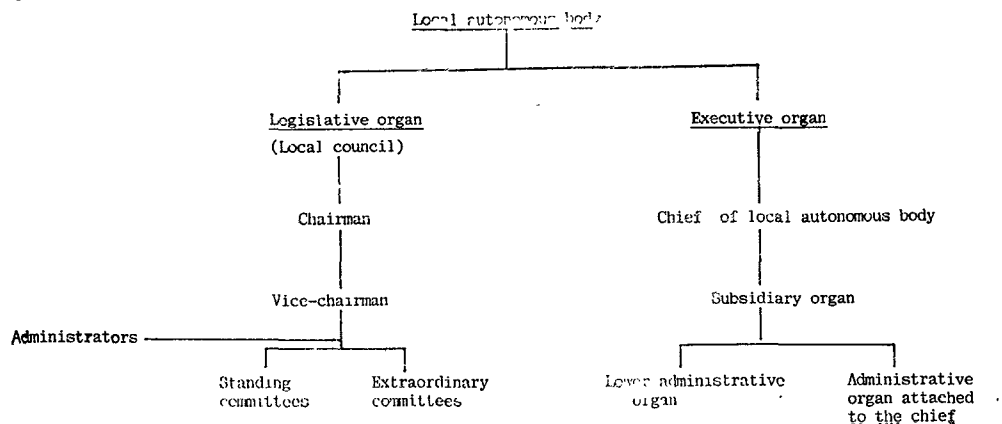 Local autonomous body
Legislative organ
(Local council)
Executive organ
Chairman
Chief of local autonomous body
Vice-chairman
Subsidiary organ
Administrators
Standing
committees
Extraordinary
committees
Lower administrative
organ
Administrative
organ attached
to the chief